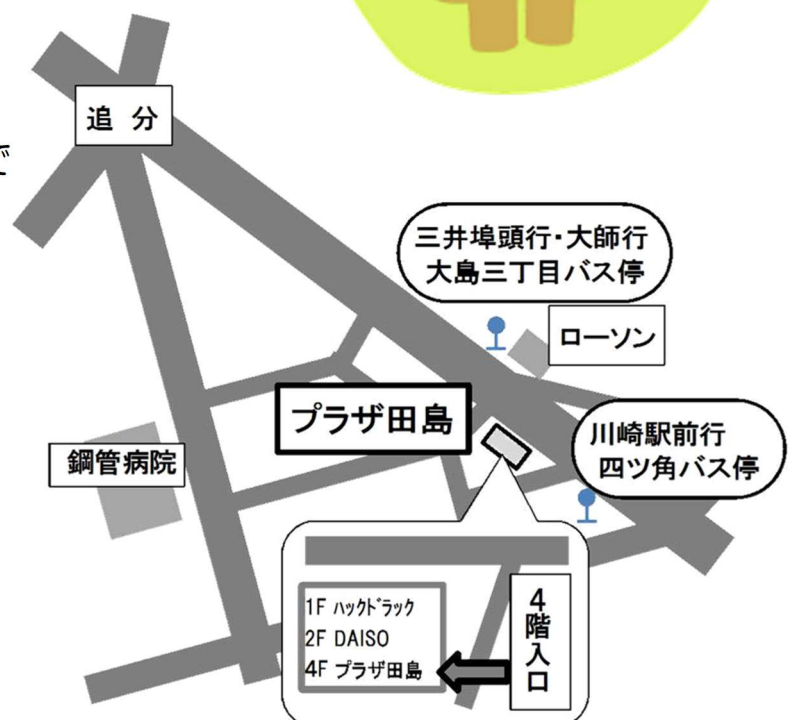 追 分
で
三井埠頭行・大師行
大島三丁目バス停
ローソン
プラザ田島
川崎駅前行
四ツ角バス停
鋼管病院
1F ﾊｯｸﾄﾞﾗｯｸ
2F DAISO
4F プラザ田島
4階入口